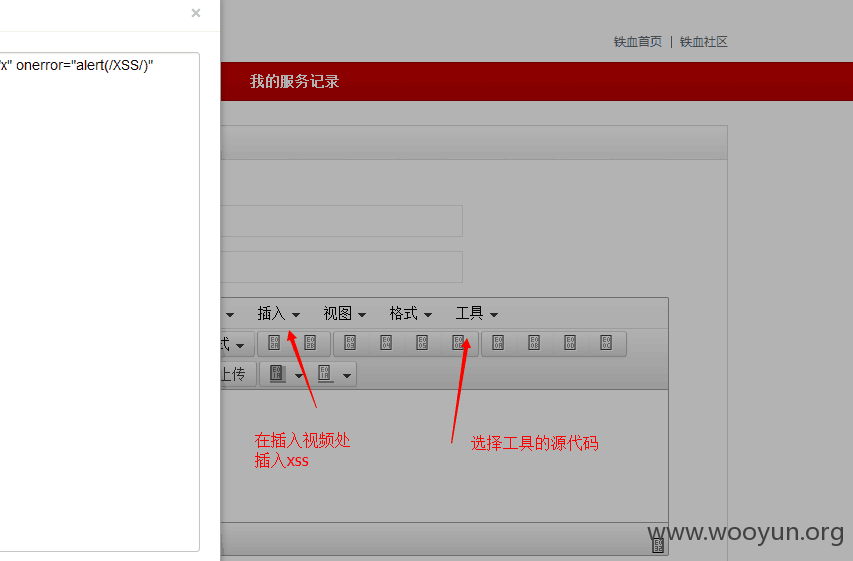 ×
铁血首页 | 铁血社区
x" onerror="alert(/XSS/)"
我的服务记录
插入 视图 格式 工具
式
上传
在插入视频处
插入xss
选择工具的源代码
www.wooyun.org